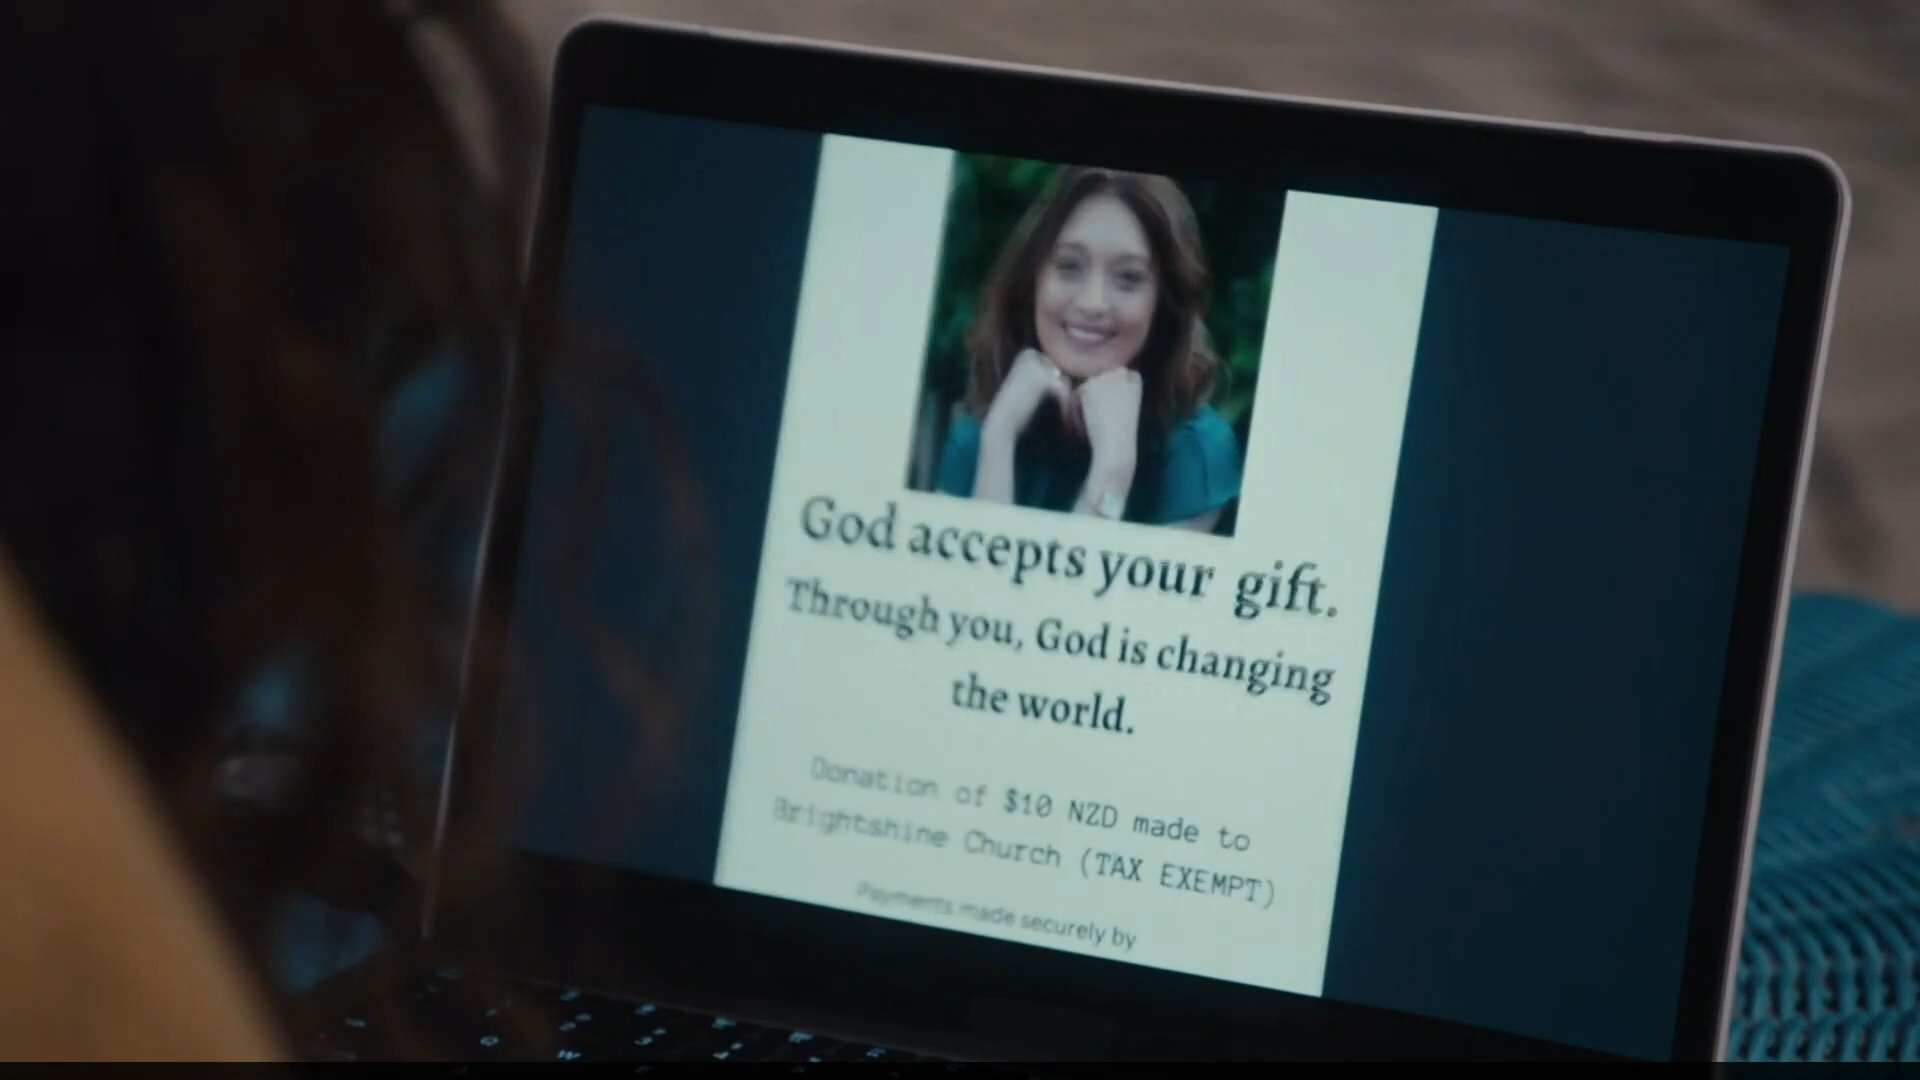 God accepts your gift.
Through you, God is changing
the world.
Donation of $10 NZD made to
Brightshine Church (TAX EXEMPT)
Payments made securely by